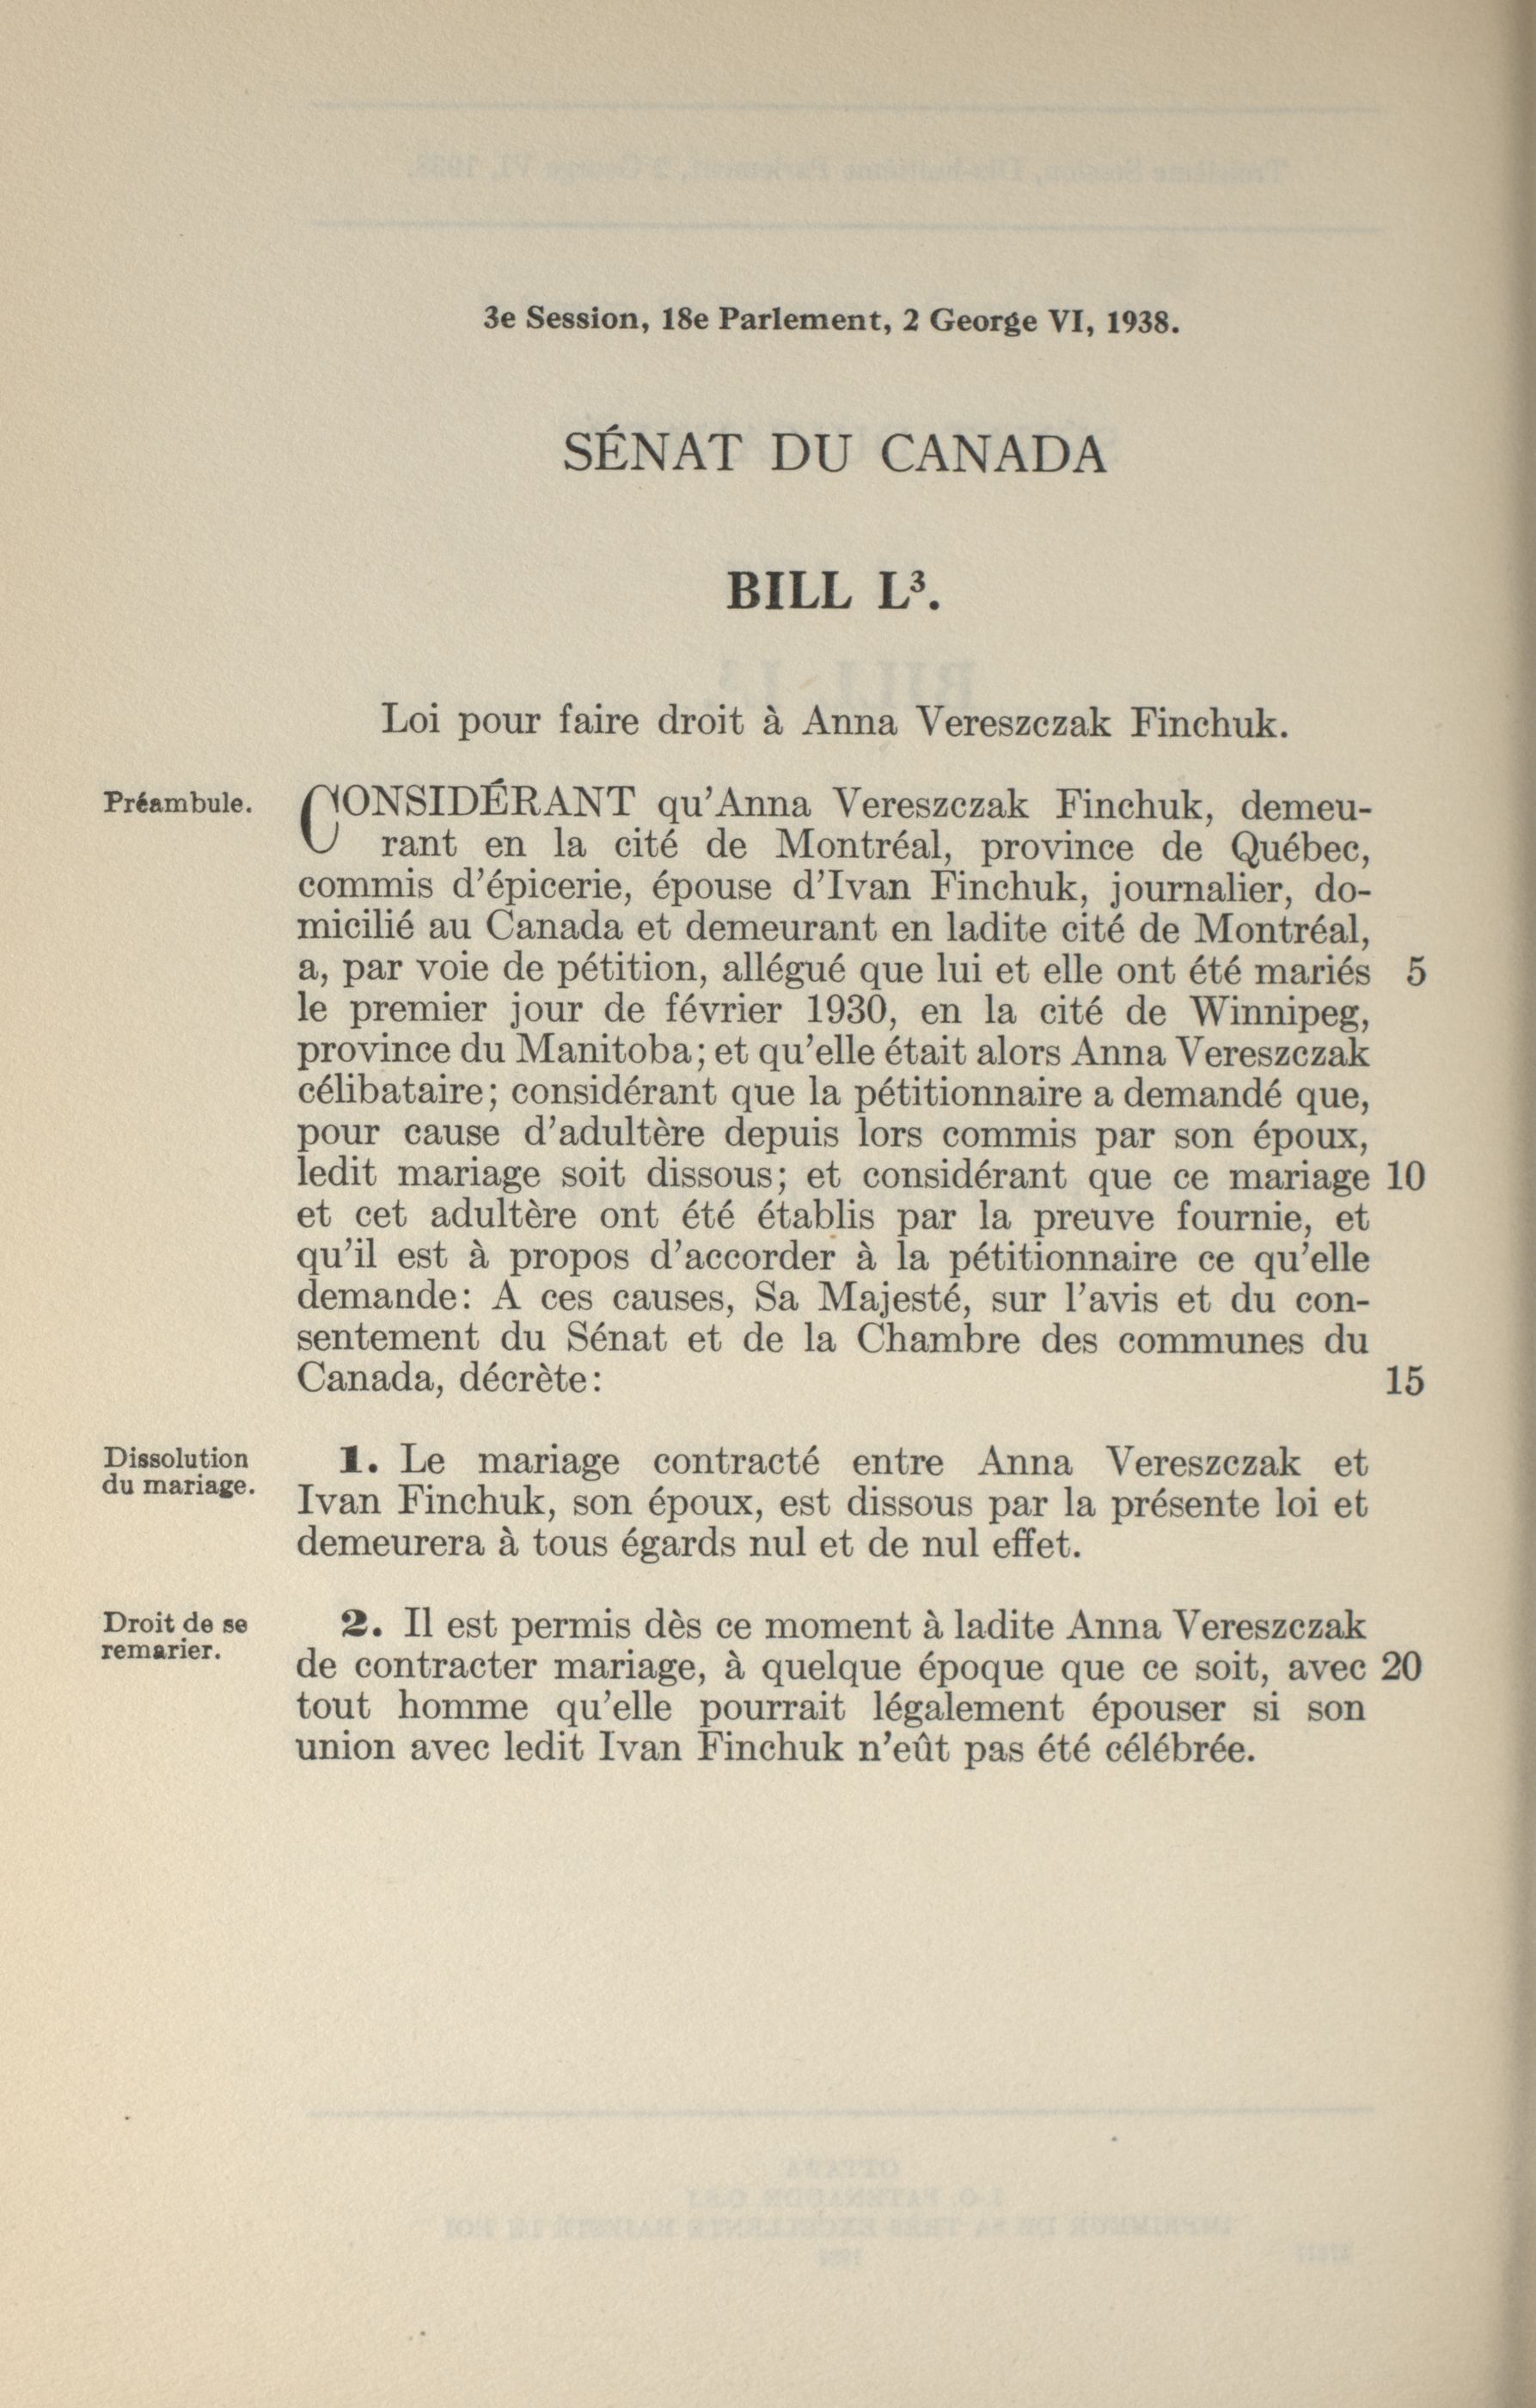 3e Session, 18e Parlement, 2 George VI, 1938.
SÉNAT DU CANADA
BILL L³.
Loi pour faire droit à Anna Vereszczak Finchuk.
Préambule.
CONSIDÉRANT qu'Anna Vereszczak Finchuk, demeu-
rant en la cité de Montréal, province de Québec,
commis d'épicerie, épouse d'Ivan Finchuk, journalier, do-
micilié au Canada et demeurant en ladite cité de Montréal,
a, par voie de pétition, allégué que lui et elle ont été mariés 5
le premier jour de février 1930, en la cité de Winnipeg,
province du Manitoba; et qu'elle était alors Anna Vereszczak
célibataire; considérant que la pétitionnaire a demandé que,
pour cause d'adultère depuis lors commis par son époux,
ledit mariage soit dissous; et considérant que ce mariage 10
et cet adultère ont été établis par la preuve fournie, et
qu'il est à propos d'accorder à la pétitionnaire ce qu'elle
demande: A ces causes, Sa Majesté, sur l'avis et du con-
sentement du Sénat et de la Chambre des communes du
Canada, décrète: 15
Dissolution
du mariage.
1. Le mariage contracté entre Anna Vereszczak et
Ivan Finchuk, son époux, est dissous par la présente loi et
demeurera à tous égards nul et de nul effet.
Droit de se
remarier.
2. Il est permis dès ce moment à ladite Anna Vereszczak
de contracter mariage, à quelque époque que ce soit, avec 20
tout homme qu'elle pourrait légalement épouser si son
union avec ledit Ivan Finchuk n'eût pas été célébrée.